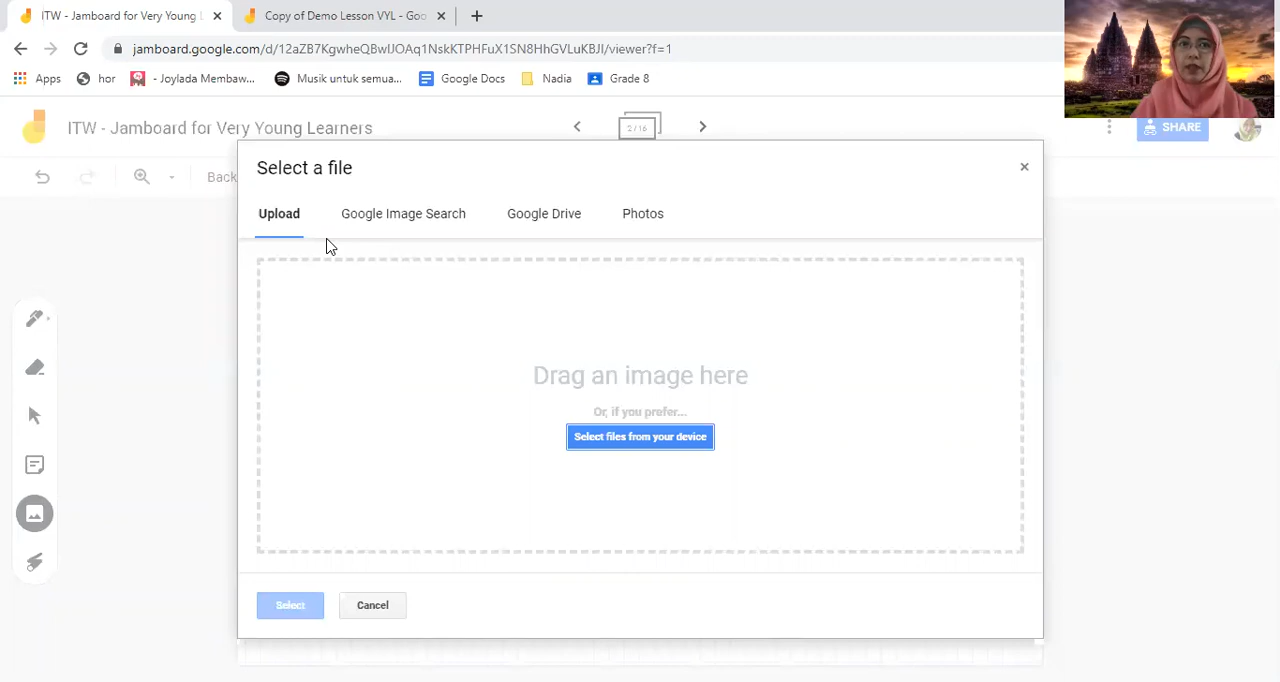 ITW - Jamboard for Very Young L
Copy of Demo Lesson VYL - Goo
jamboard.google.com/d/12aZB7KgwheQBwIJOAq1NskKTPHFuX1SN8HhGVLuKBJI/viewer?f=1
Apps hor - Joylada Membaw... Musik untuk semua... Google Docs Nadia Grade 8
ITW - Jamboard for Very Young Learners
2/16
SHARE
Back
Select a file
Upload Google Image Search Google Drive Photos
Drag an image here
Or, if you prefer...
Select files from your device
Select Cancel